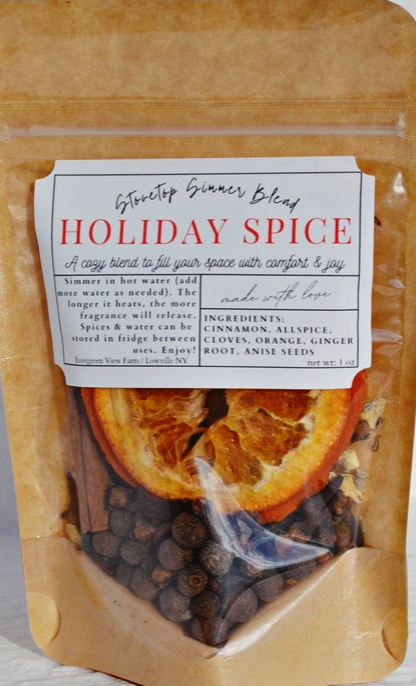 Stovetop Simmer Blend
HOLIDAY SPICE
A cozy blend to fill your space with comfort & joy
Simmer in hot water (add
more water as needed). The
longer it heats, the more
fragrance will release.
Spices & water can be
stored in fridge between
uses. Enjoy!
Evergreen View Farm / Lowville NY
made with love
INGREDIENTS:
CINNAMON, ALLSPICE,
CLOVES, ORANGE, GINGER
ROOT, ANISE SEEDS
net wt: 1 oz